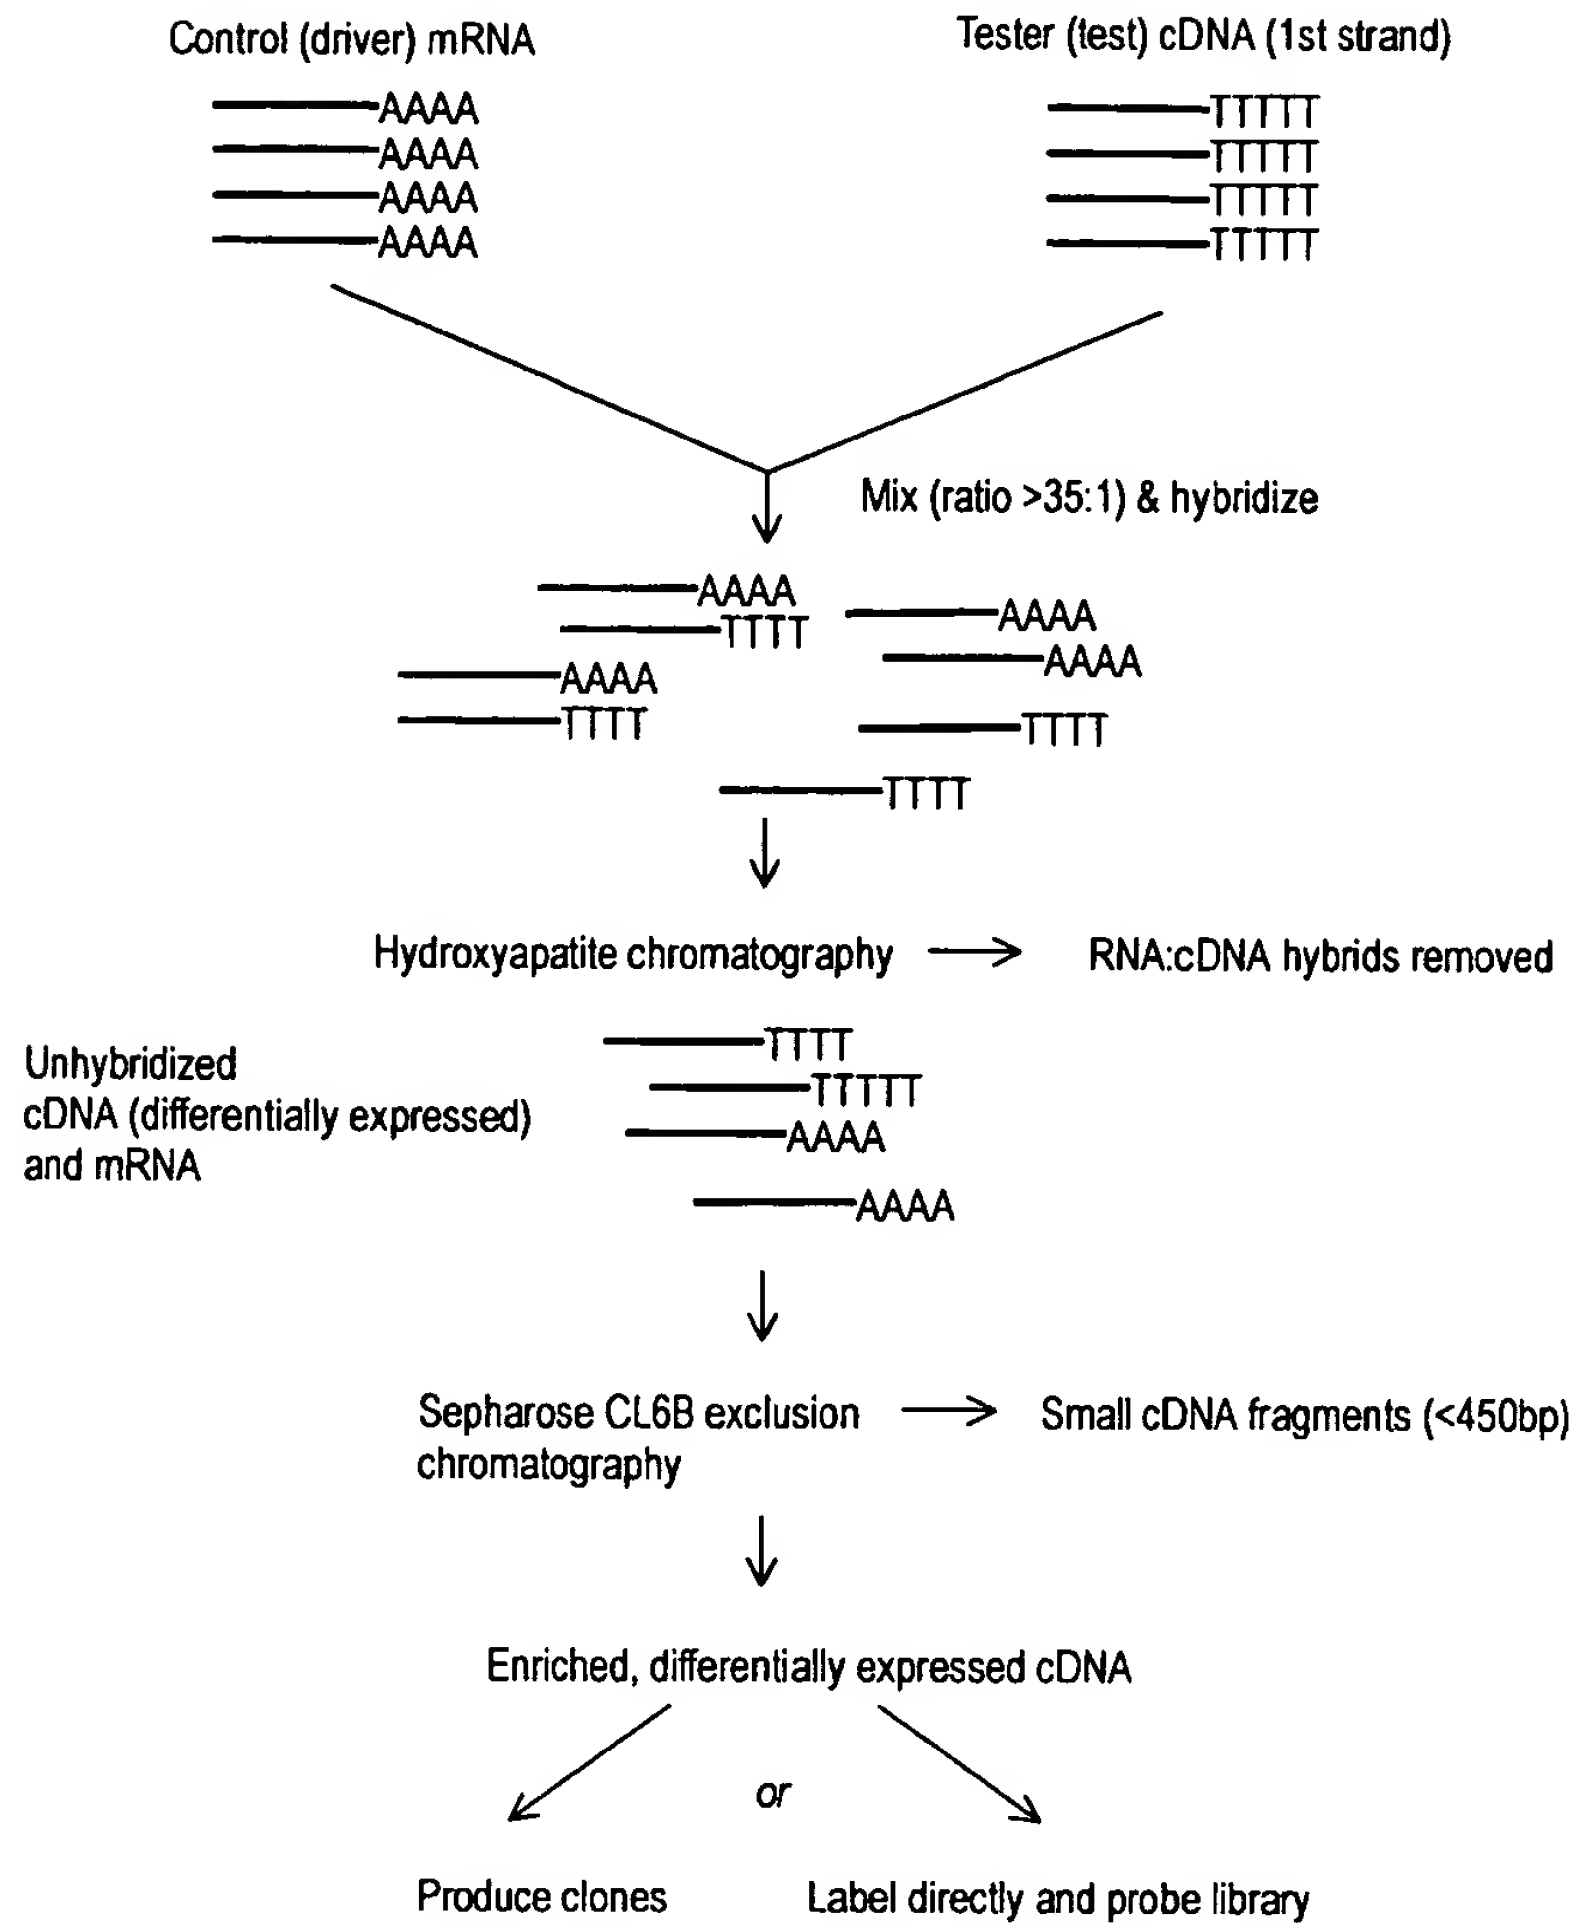 Control (driver) mRNA
Tester (test) cDNA (1st strand)
AAAA
AAAA
AAAA
AAAA
TTTTT
TTTTT
TTTTT
TTTTT
Mix (ratio >35:1) & hybridize
AAAA
TTTT
AAAA
TTTT
AAAA
AAAA
TTTT
TTTT
Hydroxyapatite chromatography
RNA:cDNA hybrids removed
Unhybridized
cDNA (differentially expressed)
and mRNA
TTTT
TTTTT
AAAA
AAAA
Sepharose CL6B exclusion
chromatography
Small cDNA fragments (<450bp)
Enriched, differentially expressed cDNA
or
Produce clones
Label directly and probe library